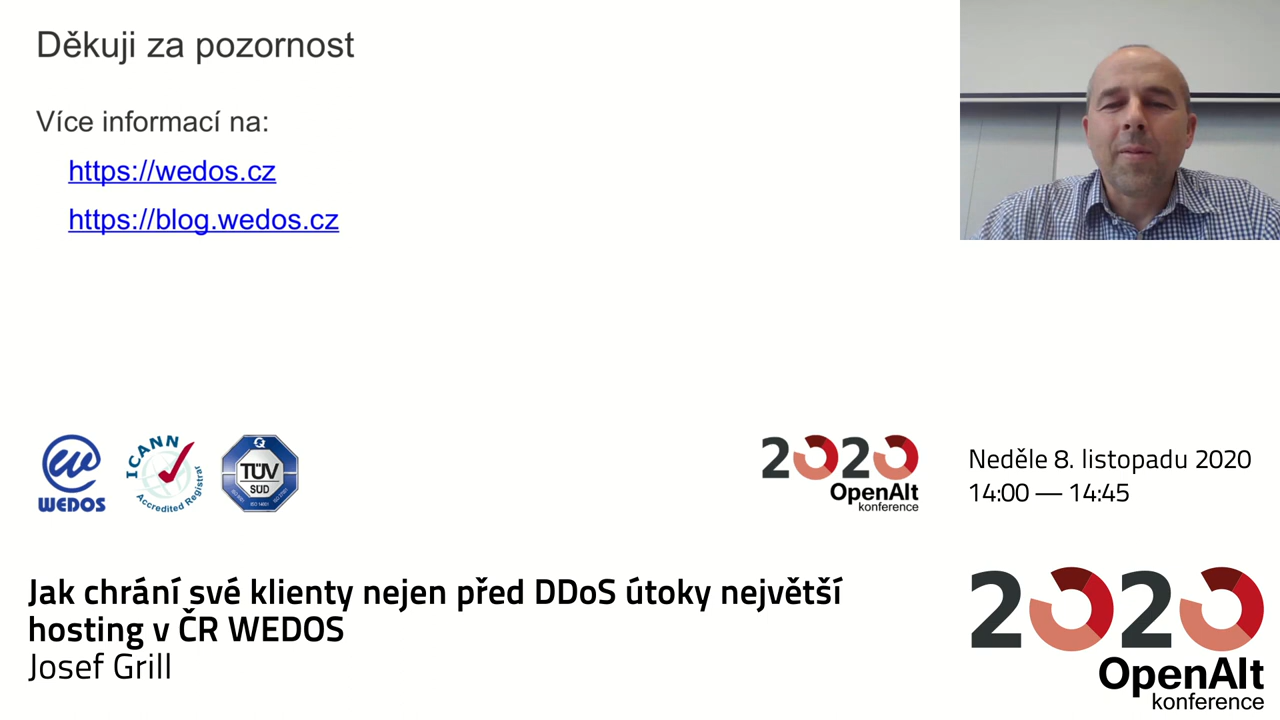 Děkuji za pozornost
Více informací na:
https://wedos.cz
https://blog.wedos.cz
WEDOS
ICANN
Accredited Registrar
TÜV
SÜD
2020
OpenAlt
konference
Neděle 8. listopadu 2020
14:00 — 14:45
Jak chrání své klienty nejen před DDoS útoky největší
hosting v ČR WEDOS
Josef Grill
2020
OpenAlt
konference